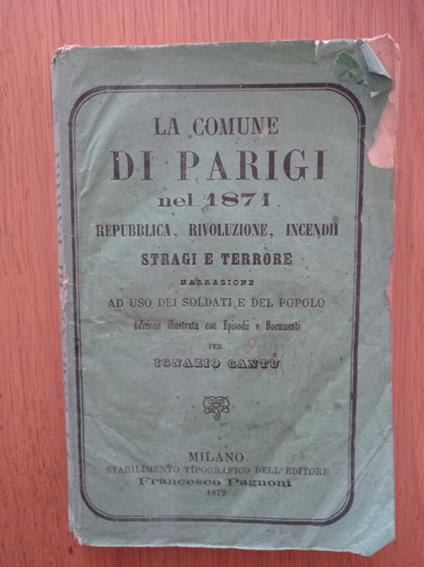 LA COMUNE
DI PARIGI
nel 1871
REPUBBLICA, RIVOLUZIONE, INCENDII
STRAGI E TERRORE
NARRAZIONE
AD USO DEI SOLDATI E DEL POPOLO
Edizione illustrata con Episodii e Documenti
PER
IGNAZIO CANTÙ
MILANO
STABILIMENTO TIPOGRAFICO DELL'EDITORE
Francesco Pagnoni
1872